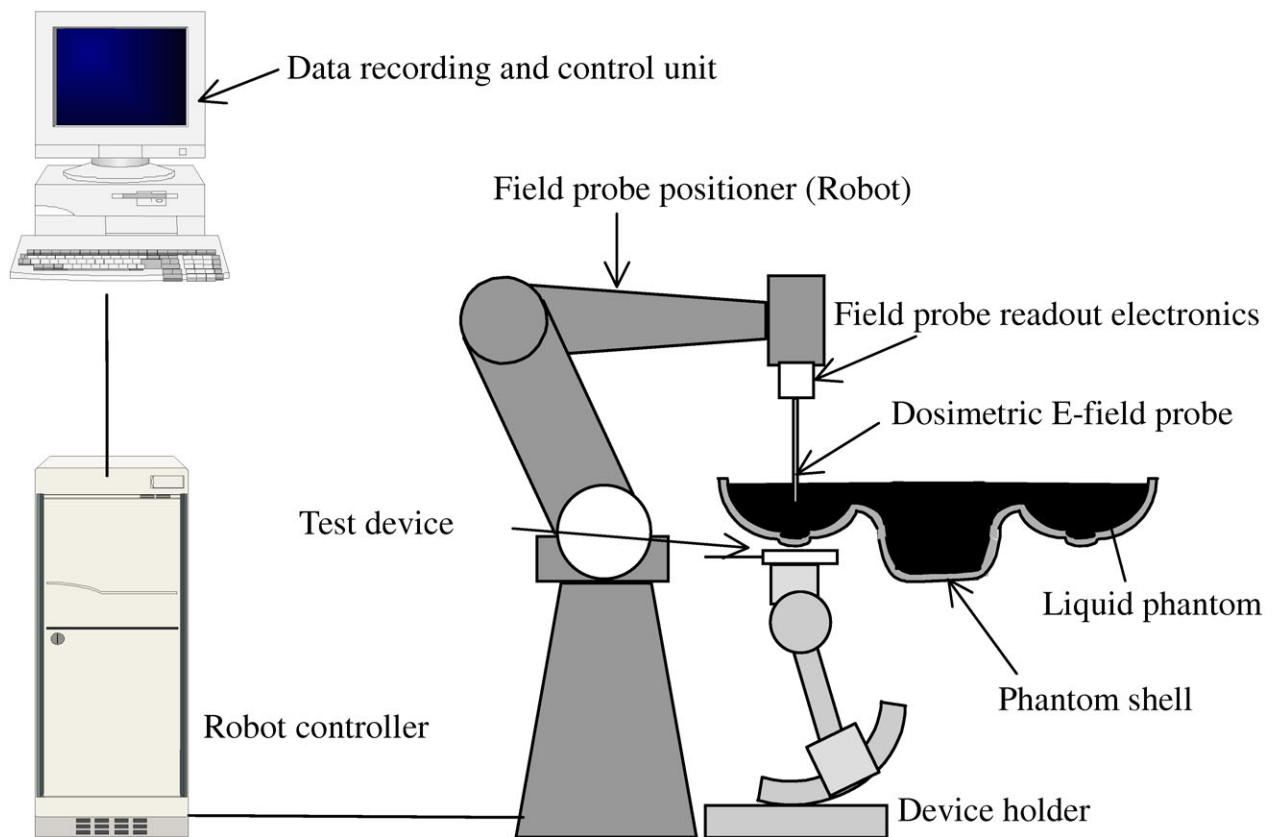 Data recording and control unit
Field probe positioner (Robot)
Field probe readout electronics
Dosimetric E-field probe
Test device
Liquid phantom
Phantom shell
Robot controller
Device holder